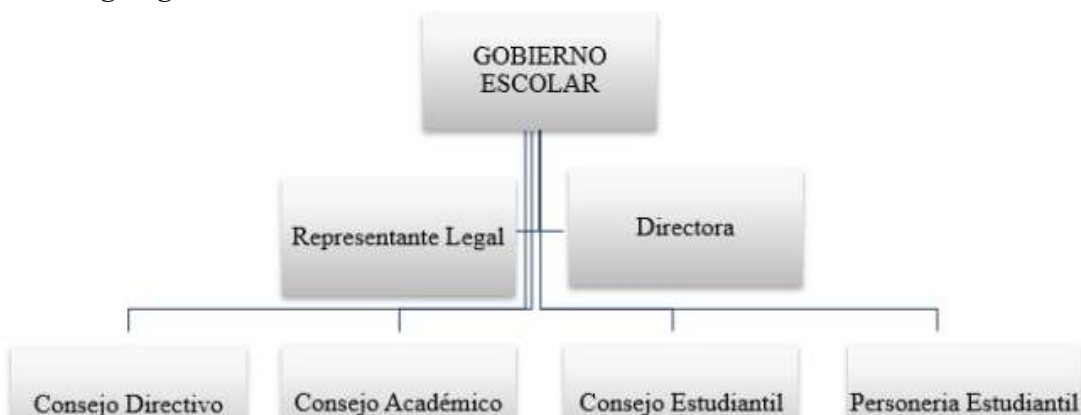 GOBIERNO
ESCOLAR
Representante Legal
Directora
Consejo Directivo
Consejo Académico
Consejo Estudiantil
Personeria Estudiantil